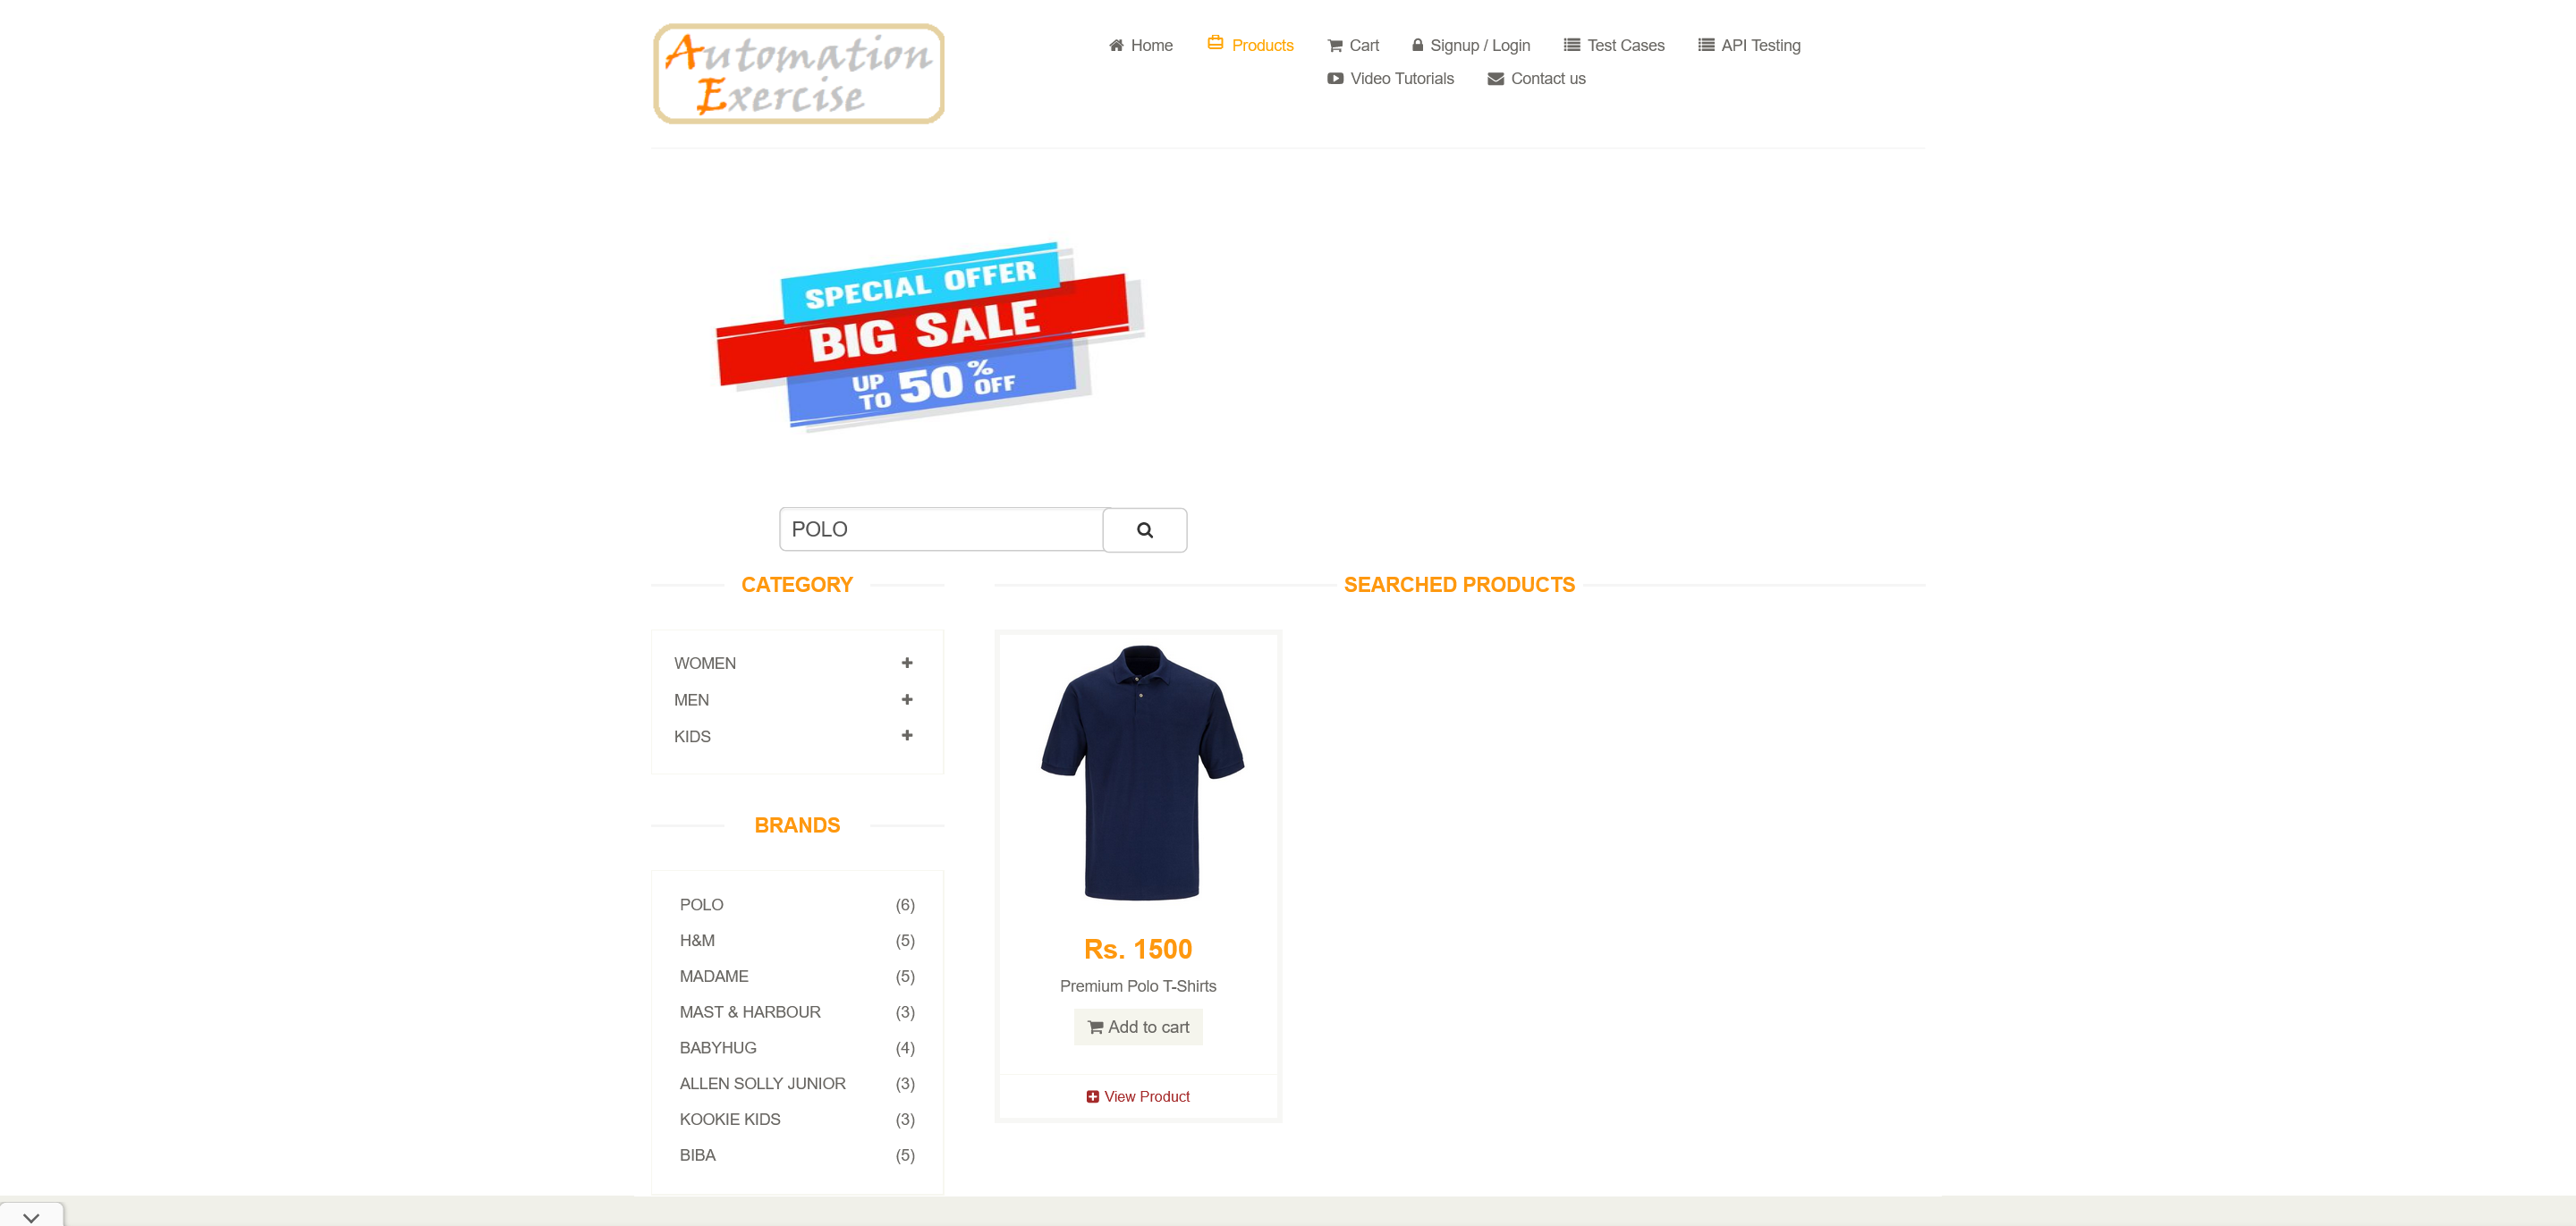 Automation
Exercise
Home Products Cart Signup / Login Test Cases API Testing
Video Tutorials Contact us
SPECIAL OFFER
BIG SALE
UP TO 50% OFF
POLO
CATEGORY
WOMEN
MEN
KIDS
BRANDS
POLO (6)
H&M (5)
MADAME (5)
MAST & HARBOUR (3)
BABYHUG (4)
ALLEN SOLLY JUNIOR (3)
KOOKIE KIDS (3)
BIBA (5)
SEARCHED PRODUCTS
Rs. 1500
Premium Polo T-Shirts
Add to cart
View Product